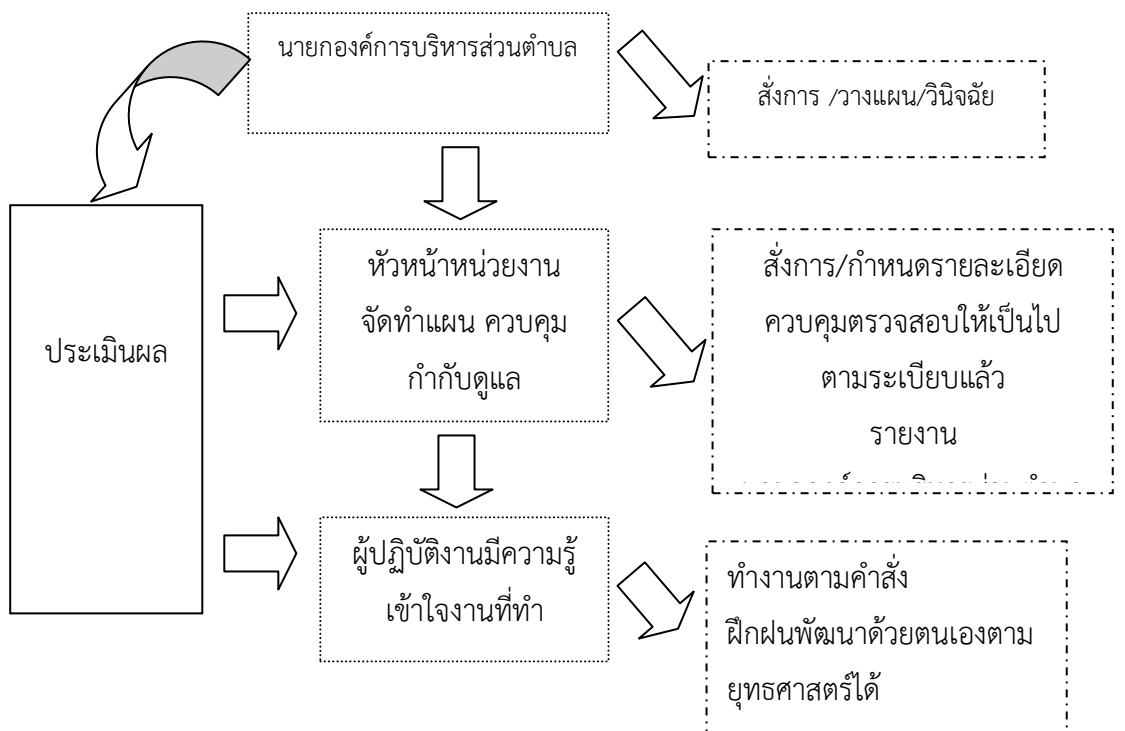 นายกองค์การบริหารส่วนตำบล
สั่งการ /วางแผน/วินิจฉัย
ประเมินผล
หัวหน้าหน่วยงาน
จัดทำแผน ควบคุม
กำกับดูแล
สั่งการ/กำหนดรายละเอียด
ควบคุมตรวจสอบให้เป็นไป
ตามระเบียบแล้ว
รายงาน
ผู้ปฏิบัติงานมีความรู้
เข้าใจงานที่ทำ
ทำงานตามคำสั่ง
ฝึกฝนพัฒนาด้วยตนเองตาม
ยุทธศาสตร์ได้